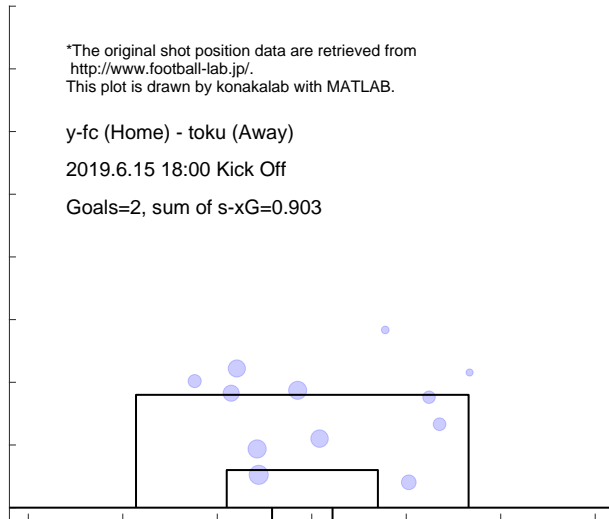 *The original shot position data are retrieved from
http://www.football-lab.jp/.
This plot is drawn by konakalab with MATLAB.
y-fc (Home) - toku (Away)
2019.6.15 18:00 Kick Off
Goals=2, sum of s-xG=0.903